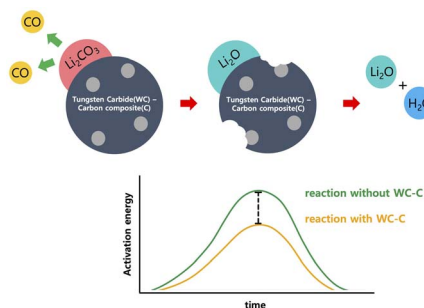 CO
CO
Li2CO3
Tungsten Carbide(WC) –
Carbon composite(C)
Li2O
Tungsten Carbide(WC) –
Carbon composite(C)
Li2O
+
reaction without WC-C
reaction with WC-C
Activation energy
time